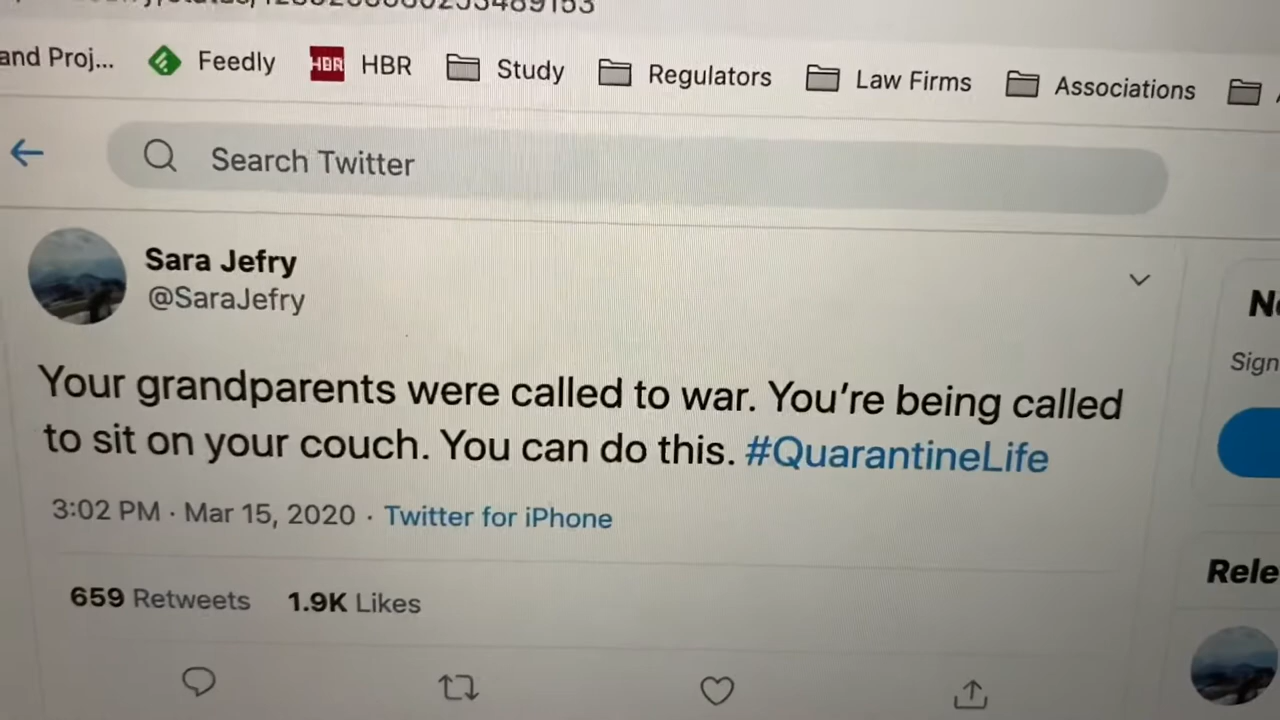 and Proj... Feedly HBR HBR Study Regulators Law Firms Associations
Search Twitter
Sara Jefry
@SaraJefry
Your grandparents were called to war. You're being called
to sit on your couch. You can do this. #QuarantineLife
3:02 PM · Mar 15, 2020 · Twitter for iPhone
659 Retweets 1.9K Likes
Sign
Rele